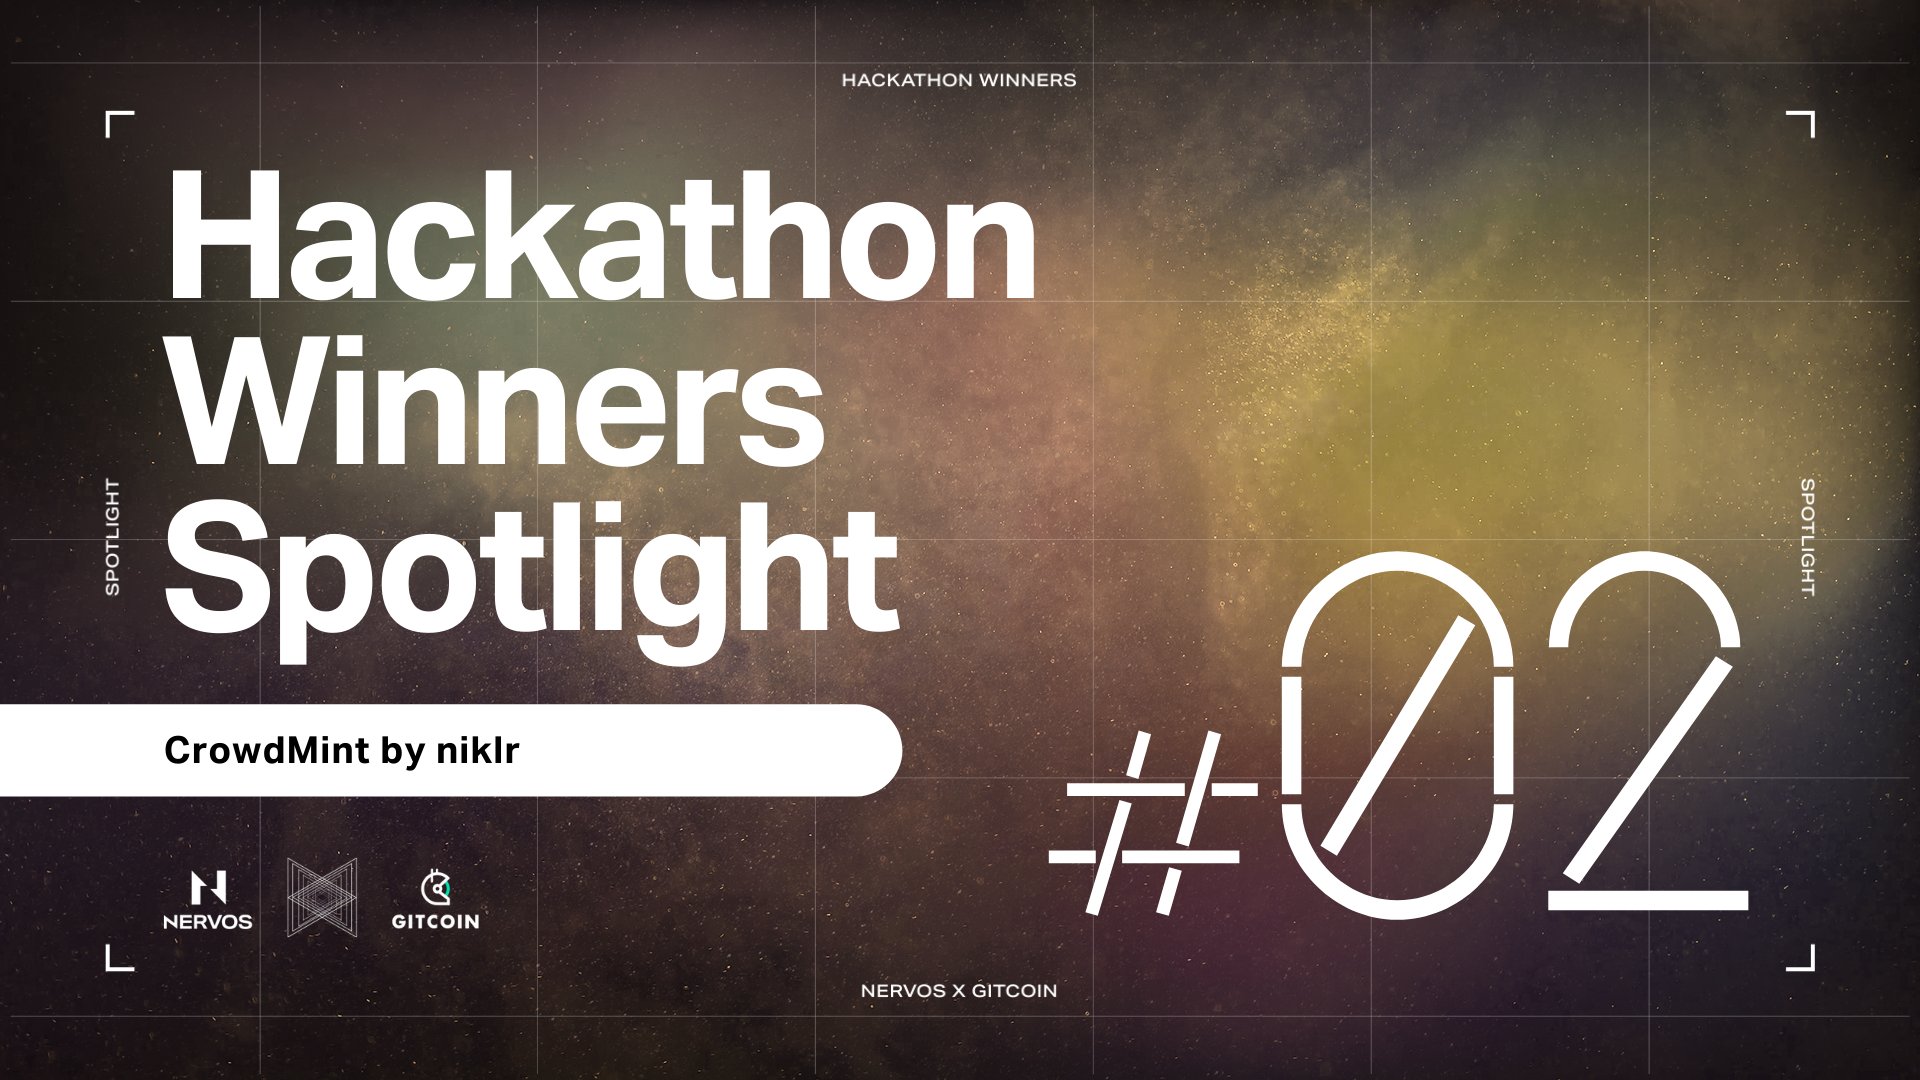 HACKATHON WINNERS
Hackathon
Winners
Spotlight
SPOTLIGHT
SPOTLIGHT
CrowdMint by niklr
#02
NERVOS
GITCOIN
NERVOS X GITCOIN